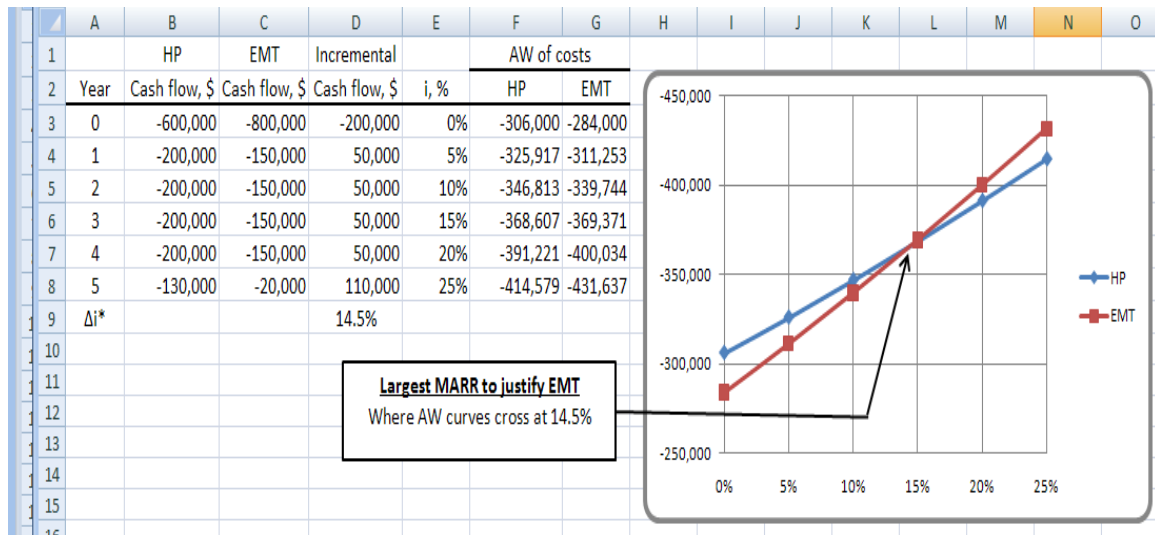 A B C D E F G H I J K L M N O
1 HP EMT Incremental AW of costs
2 Year Cash flow, $ Cash flow, $ Cash flow, $ i, % HP EMT
3 0 -600,000 -800,000 -200,000 0% -306,000 -284,000
4 1 -200,000 -150,000 50,000 5% -325,917 -311,253
5 2 -200,000 -150,000 50,000 10% -346,813 -339,744
6 3 -200,000 -150,000 50,000 15% -368,607 -369,371
7 4 -200,000 -150,000 50,000 20% -391,221 -400,034
8 5 -130,000 -20,000 110,000 25% -414,579 -431,637
9 Δi* 14.5%
10
11
12
13
14
15
Largest MARR to justify EMT
Where AW curves cross at 14.5%
-450,000
-400,000
-350,000
-300,000
-250,000
0% 5% 10% 15% 20% 25%
HP
EMT